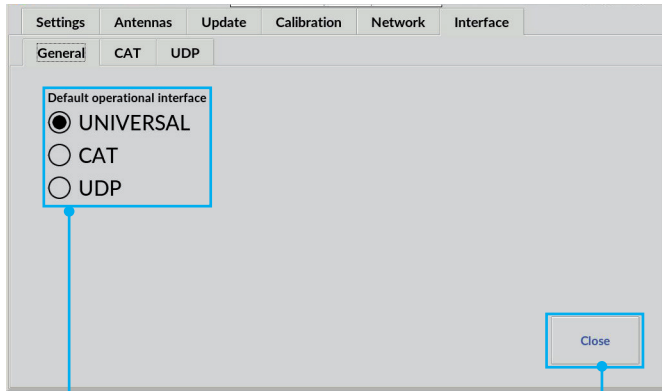 Settings Antennas Update Calibration Network Interface
General CAT UDP
Default operational interface
UNIVERSAL
CAT
UDP
Close